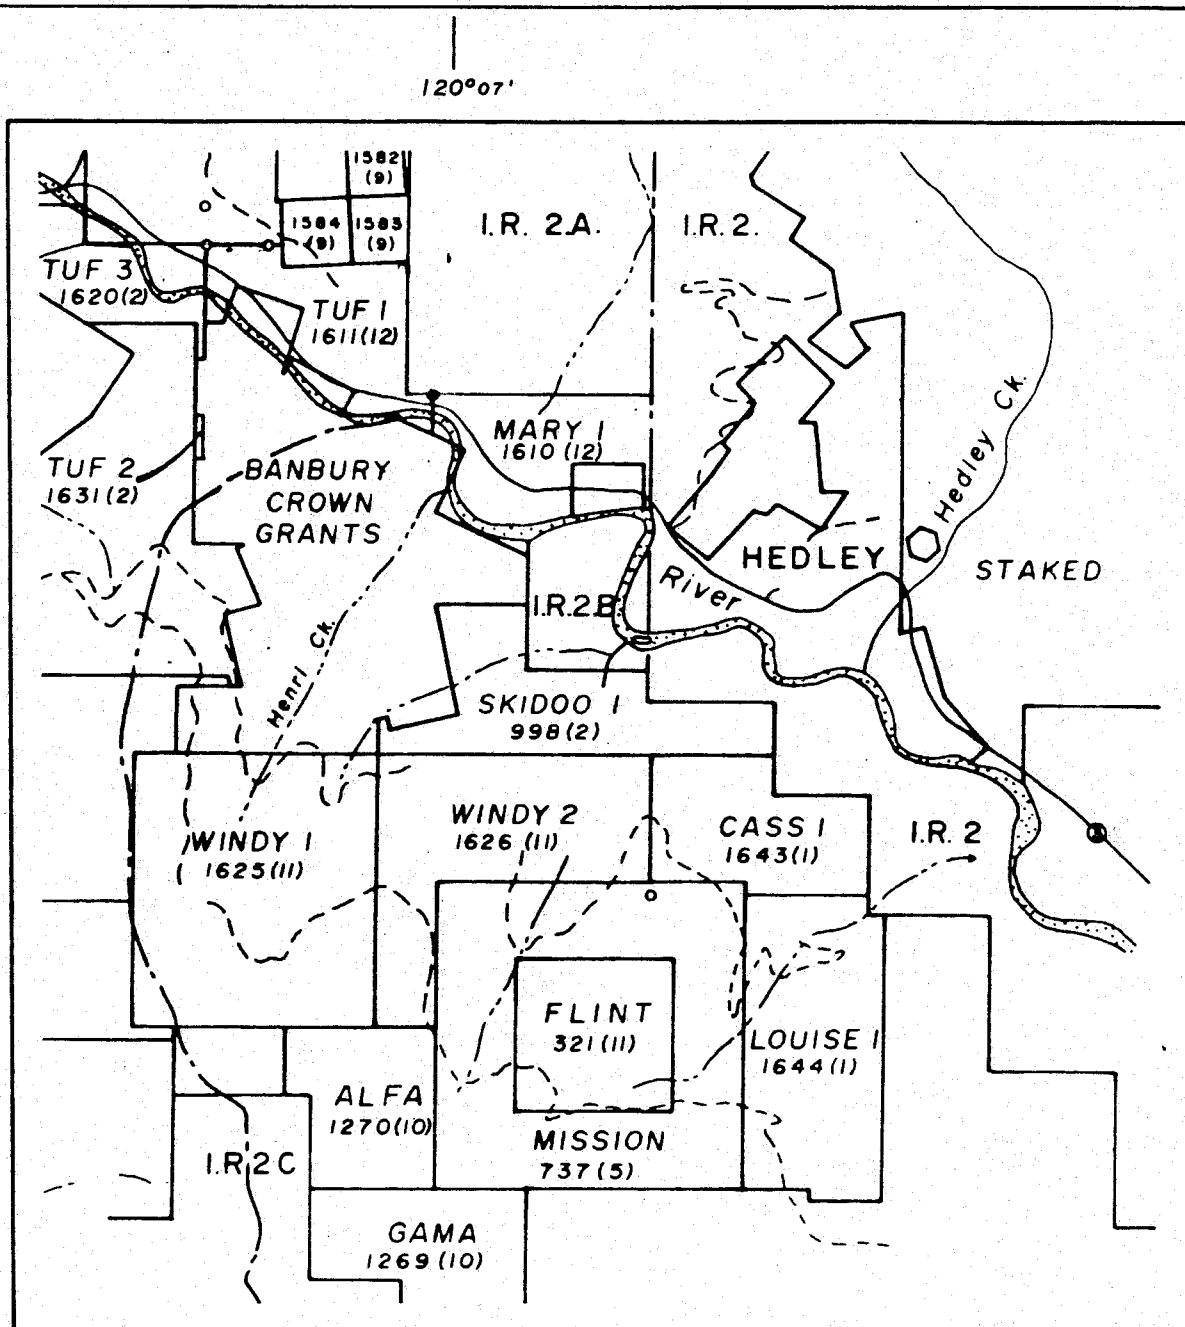 120°07'
1582
(9)
1584
(9)
1583
(9)
I.R. 2.A.
I.R. 2.
TUF 3
1620(2)
TUF 1
1611(12)
Hedley Ck.
MARY 1
1610 (12)
TUF 2
1631(2)
BANBURY
CROWN
GRANTS
HEDLEY
STAKED
River
I.R.2.B
Henri Ck.
SKIDOO 1
998(2)
WINDY 1
1625(11)
WINDY 2
1626 (11)
CASS 1
1643(1)
I.R. 2
FLINT
321(11)
LOUISE 1
1644(1)
ALFA
1270(10)
MISSION
737(5)
I.R.2C
GAMA
1269(10)